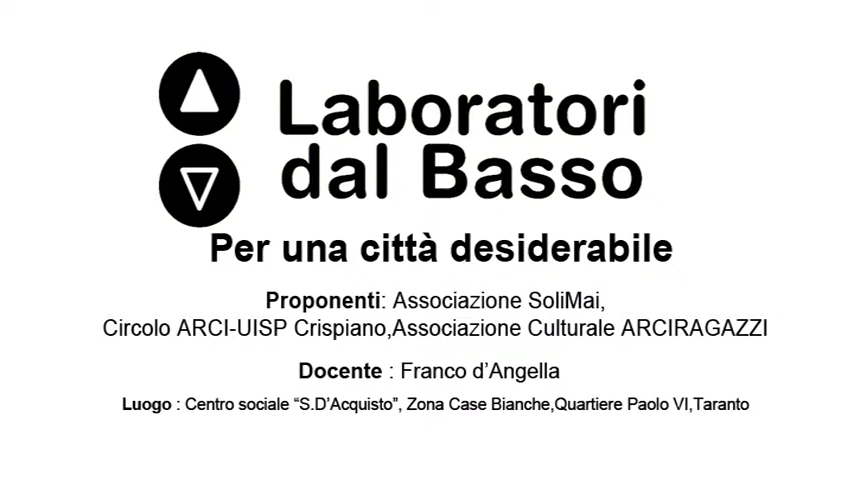 Laboratori
dal Basso
Per una città desiderabile
Proponenti: Associazione SoliMai,
Circolo ARCI-UISP Crispiano,Associazione Culturale ARCIRAGAZZI
Docente : Franco d’Angella
Luogo : Centro sociale “S.D’Acquisto”, Zona Case Bianche,Quartiere Paolo VI,Taranto